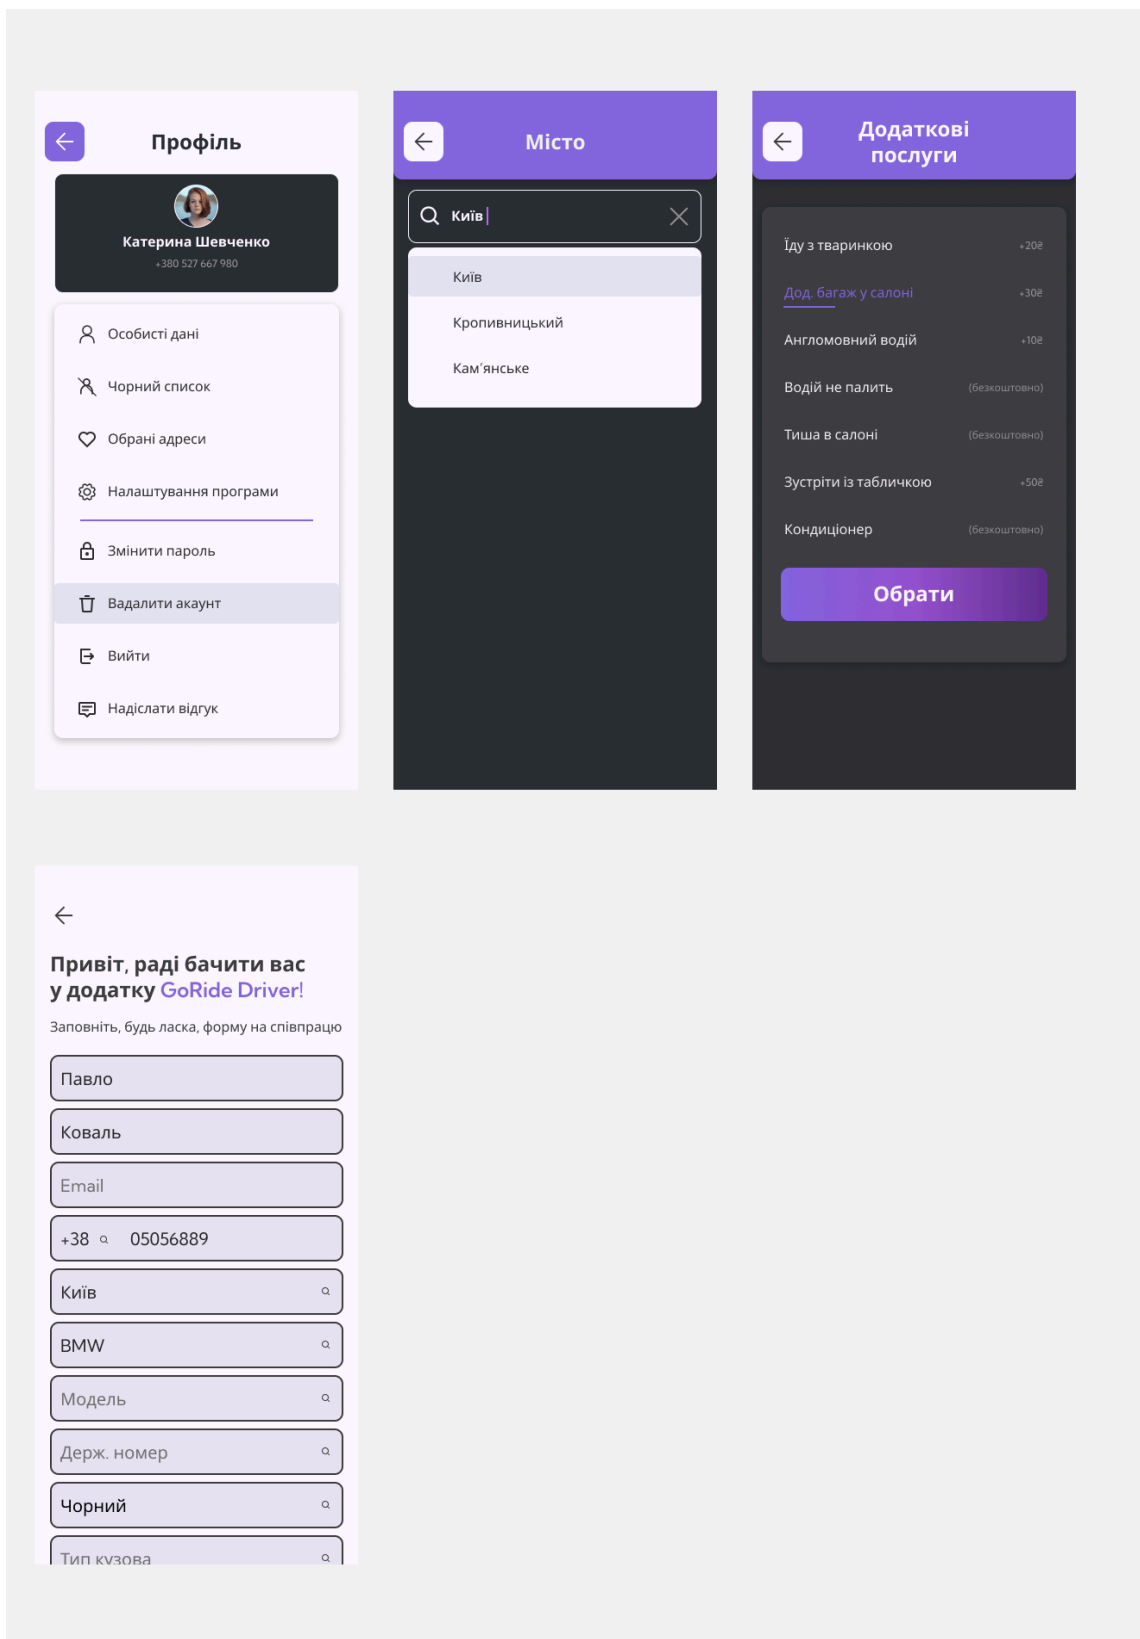 Профіль
Катерина Шевченко
+380 527 667 980
Особисті дані
Чорний список
Обрані адреси
Налаштування програми
Змінити пароль
Вадалити акаунт
Вийти
Надіслати відгук
Місто
Київ
Київ
Кропивницький
Кам'янське
Додаткові
послуги
Їду з тваринкою +20₴
Дод. багаж у салоні +30₴
Англомовний водій +10₴
Водій не палить (безкоштовно)
Тиша в салоні (безкоштовно)
Зустріти із табличкою +50₴
Кондиціонер (безкоштовно)
Обрати
Привіт, раді бачити вас
у додатку GoRide Driver!
Заповніть, будь ласка, форму на співпрацю
Павло
Коваль
Email
+38 05056889
Київ
BMW
Модель
Держ. номер
Чорний
Тип кузова